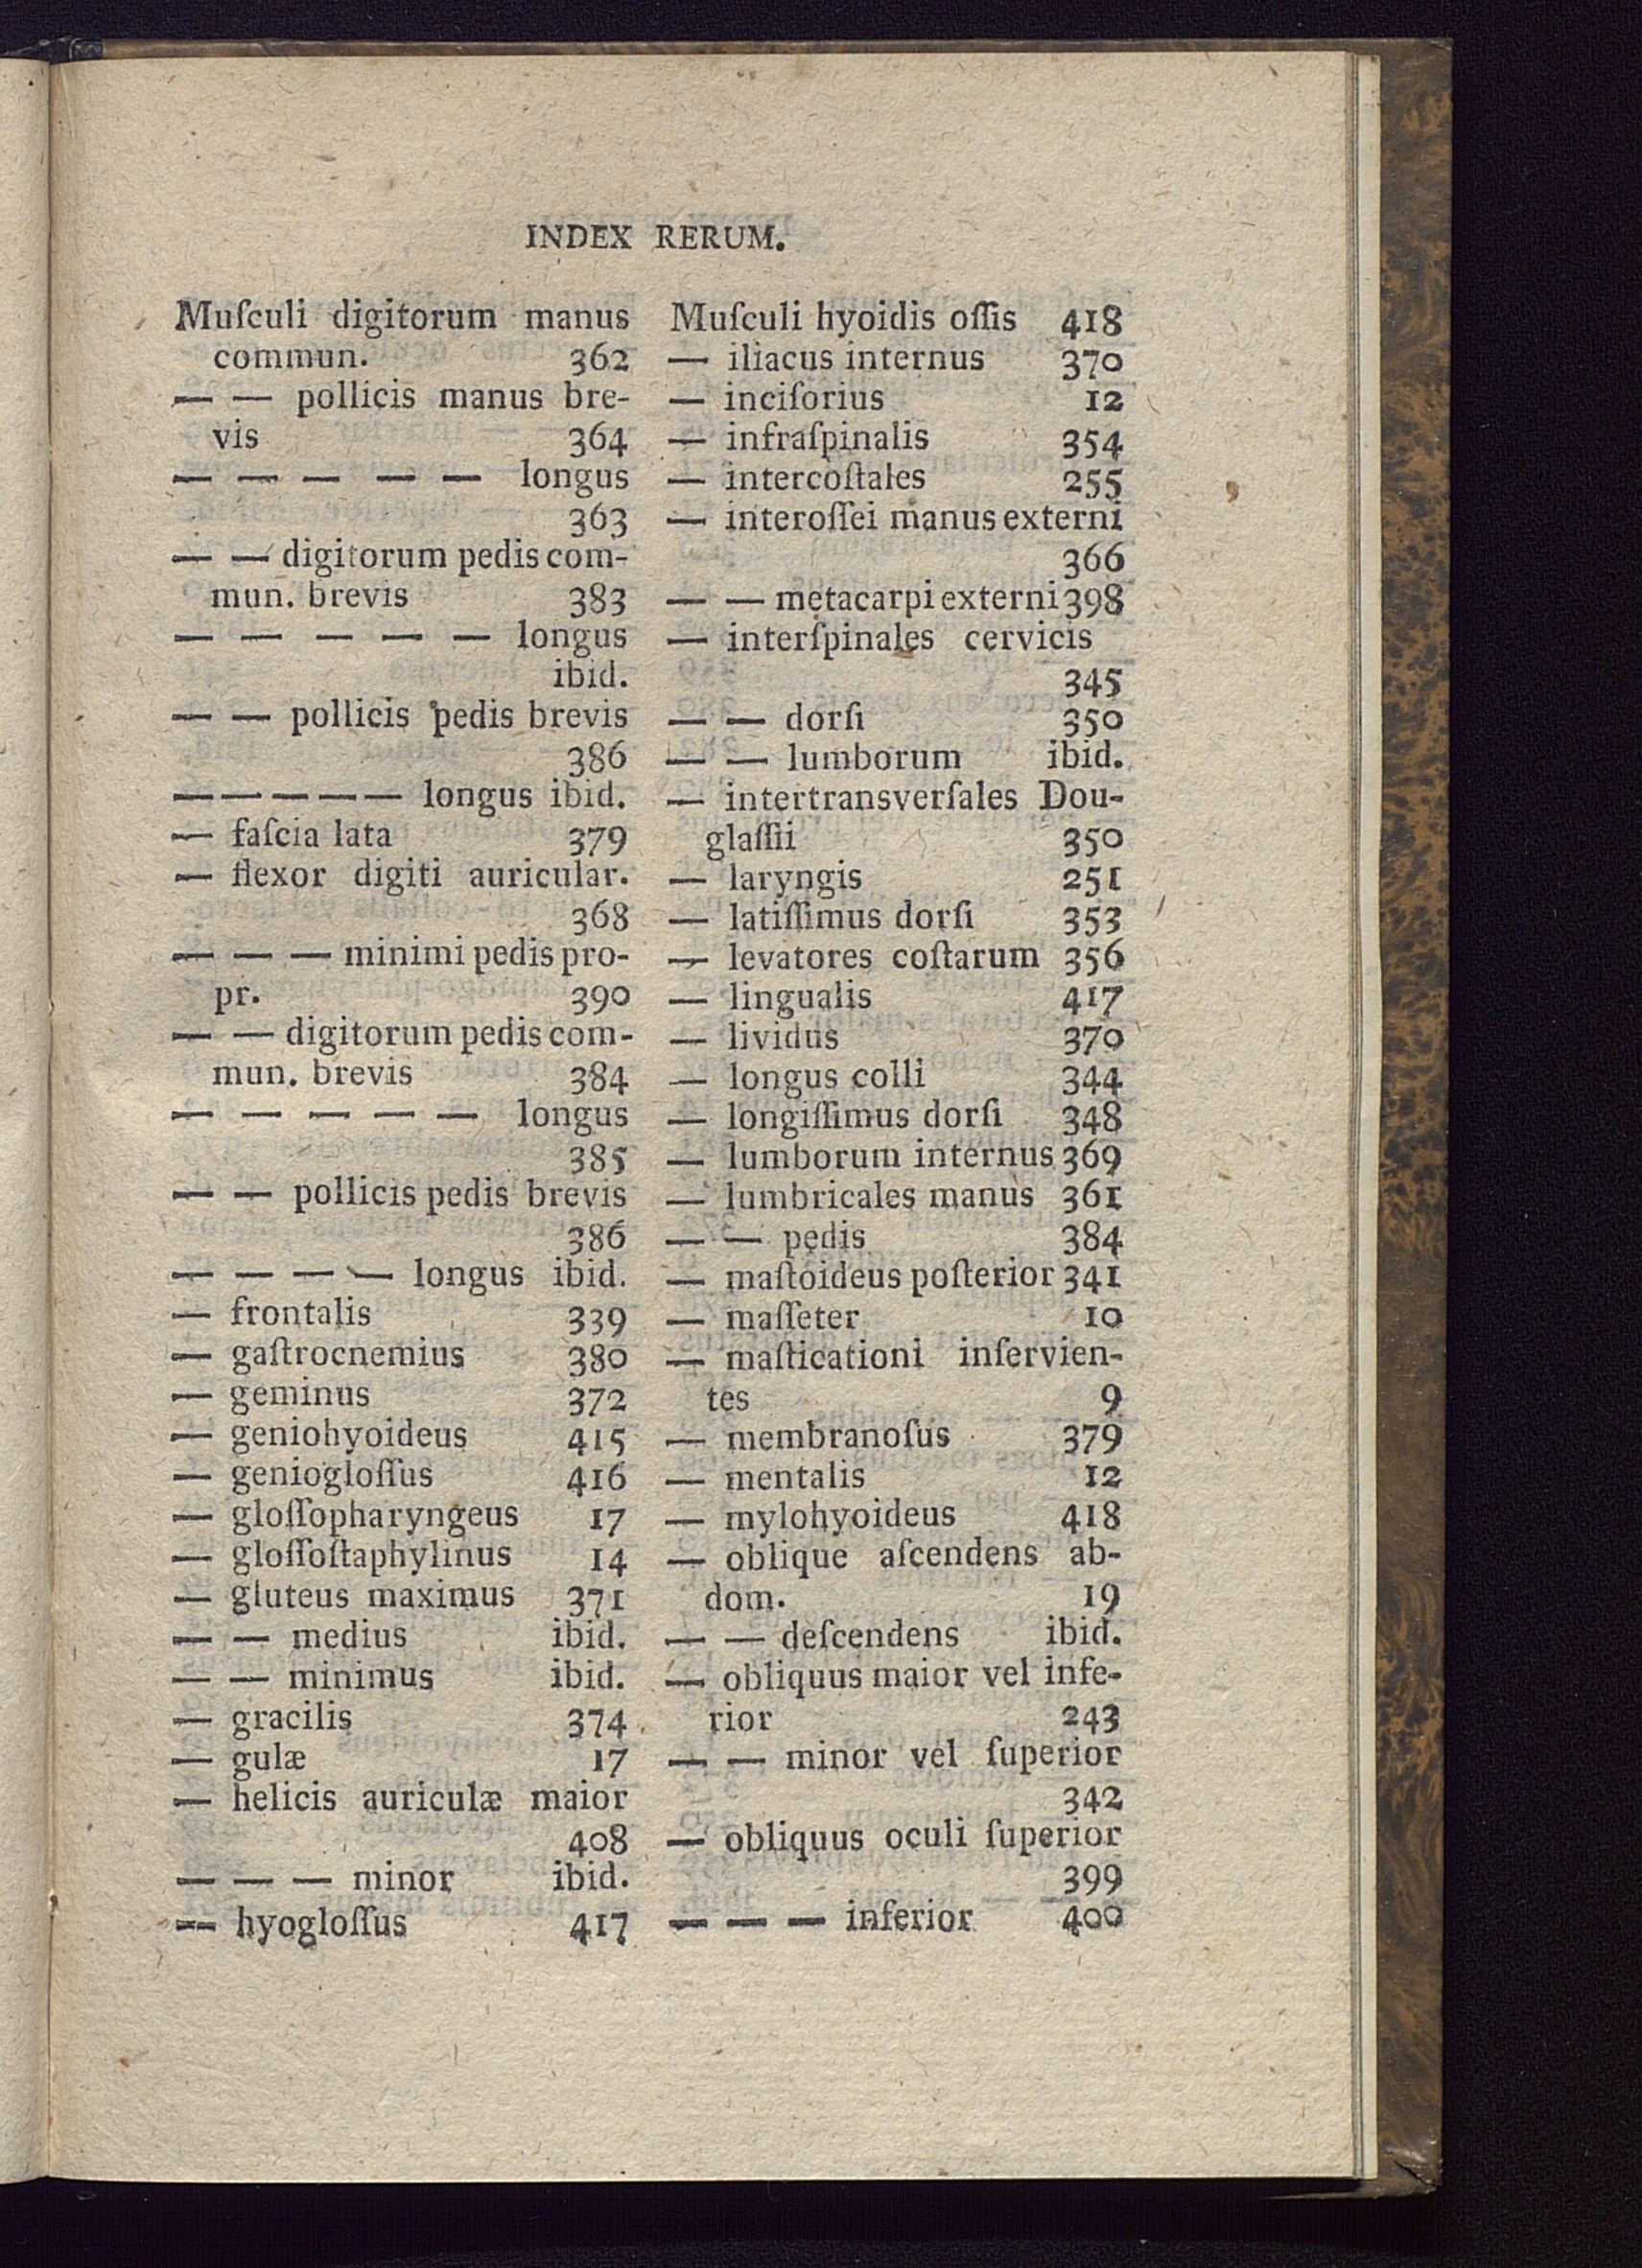 INDEX RERUM.
Muſculi digitorum manus
commun. 362
— — pollicis manus bre-
vis 364
— — — — — longus
363
— — digitorum pedis com-
mun. brevis 383
— — — — — longus
ibid.
— — pollicis pedis brevis
386
— — — — — longus ibid.
— faſcia lata 379
— flexor digiti auricular.
368
— — — minimi pedis pro-
pr. 390
— — digitorum pedis com-
mun. brevis 384
— — — — — longus
385
— — pollicis pedis brevis
386
— — — — longus ibid.
— frontalis 339
— gaſtrocnemius 380
— geminus 372
— geniohyoideus 415
— geniogloſſus 416
— gloſſopharyngeus 17
— gloſſoſtaphylinus 14
— gluteus maximus 371
— — medius ibid.
— — minimus ibid.
— gracilis 374
— gulæ 17
— helicis auriculæ maior
408
— — — minor ibid.
— hyogloſſus 417
Muſculi hyoidis oſſis 418
— iliacus internus 370
— inciſorius 12
— infraſpinalis 354
— intercoſtales 255
— interoſſei manus externi
366
— — metacarpi externi 398
— interſpinales cervicis
345
— — dorſi 350
— — lumborum ibid.
— intertransverſales Dou-
glaſſii 350
— laryngis 251
— latiſſimus dorſi 353
— levatores coſtarum 356
— lingualis 417
— lividus 370
— longus colli 344
— longiſſimus dorſi 348
— lumborum internus 369
— lumbricales manus 361
— — pedis 384
— maſtoideus poſterior 341
— maſſeter 10
— maſticationi inſervien-
tes 9
— membranoſus 379
— mentalis 12
— mylohyoideus 418
— oblique aſcendens ab-
dom. 19
— — deſcendens ibid.
— obliquus maior vel infe-
rior 243
— — minor vel ſuperior
342
— obliquus oculi ſuperior
399
— — — inferior 400